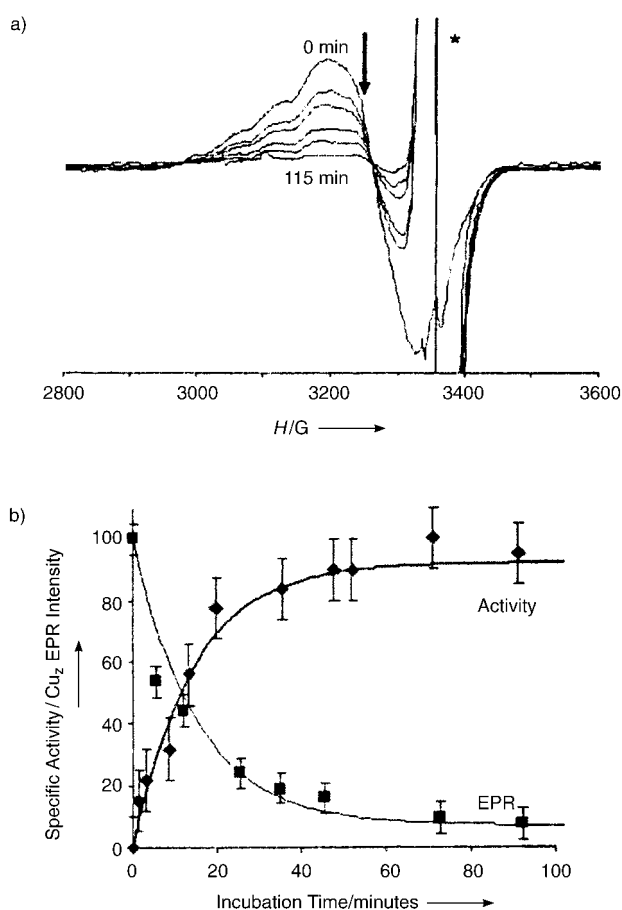 a)
0 min
*
115 min
2800 3000 3200 3400 3600
H/G
b)
Specific Activity / Cuz EPR Intensity
100
80
60
40
20
0
Activity
EPR
0 20 40 60 80 100
Incubation Time/minutes